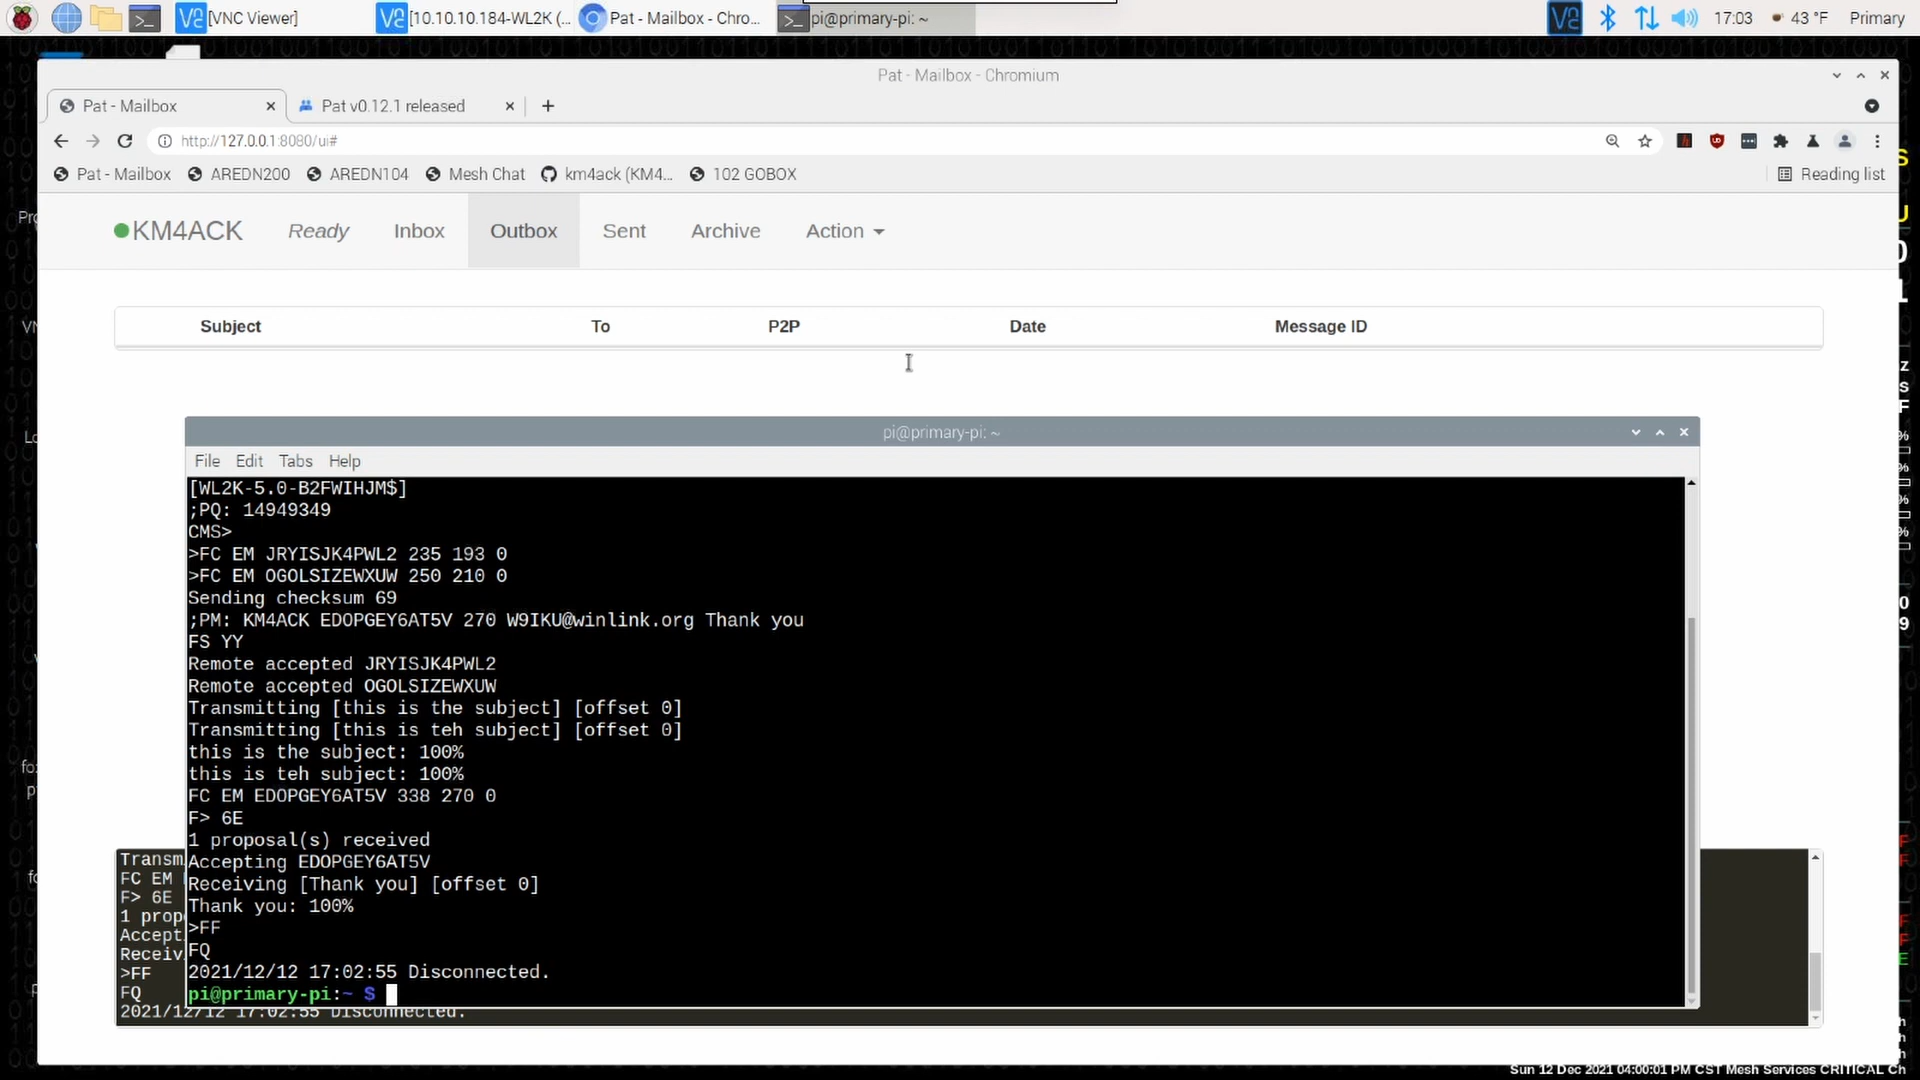 [VNC Viewer]
[10.10.10.184-WL2K (...
Pat - Mailbox - Chro...
pi@primary-pi: ~
17:03
43 °F
Primary
Pat - Mailbox - Chromium
Pat - Mailbox
Pat v0.12.1 released
http://127.0.0.1:8080/ui#
Pat - Mailbox
AREDN200
AREDN104
Mesh Chat
km4ack (KM4...
102 GOBOX
Reading list
KM4ACK
Ready
Inbox
Outbox
Sent
Archive
Action
Subject
To
P2P
Date
Message ID
pi@primary-pi: ~
File Edit Tabs Help
[WL2K-5.0-B2FWIHJM$]
;PQ: 14949349
CMS>
>FC EM JRYISJK4PWL2 235 193 0
>FC EM OGOLSIZEWXUW 250 210 0
Sending checksum 69
;PM: KM4ACK EDOPGEY6AT5V 270 W9IKU@winlink.org Thank you
FS YY
Remote accepted JRYISJK4PWL2
Remote accepted OGOLSIZEWXUW
Transmitting [this is the subject] [offset 0]
Transmitting [this is teh subject] [offset 0]
this is the subject: 100%
this is teh subject: 100%
FC EM EDOPGEY6AT5V 338 270 0
F> 6E
1 proposal(s) received
Accepting EDOPGEY6AT5V
Receiving [Thank you] [offset 0]
Thank you: 100%
>FF
FQ
2021/12/12 17:02:55 Disconnected.
pi@primary-pi:~ $
Transm
FC EM
F> 6E
1 prop
Accept
Receiv
>FF
FQ
2021/12/12 17:02:55 Disconnected.
Sun 12 Dec 2021 04:00:01 PM CST Mesh Services CRITICAL Ch